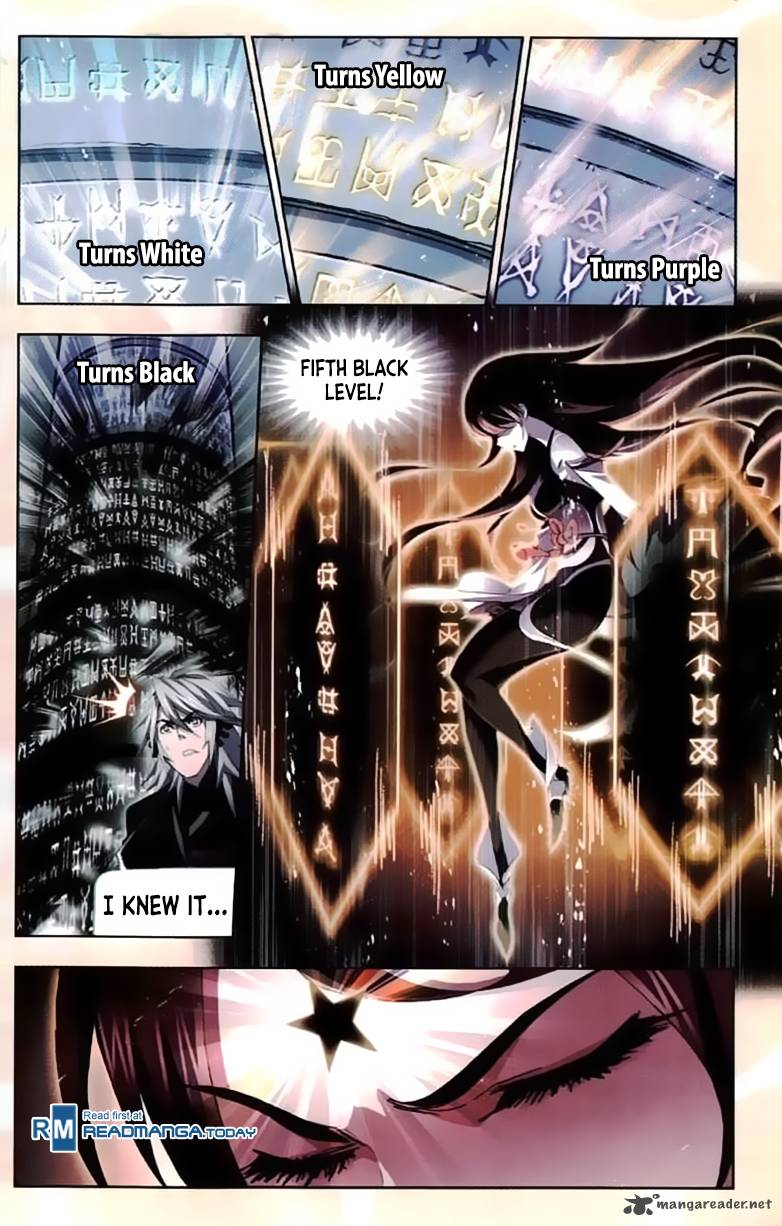 Turns White
Turns Yellow
Turns Purple
Turns Black
FIFTH BLACK
LEVEL!
I KNEW IT...
RM
Read first at
READMANGA.TODAY
mangareader.net